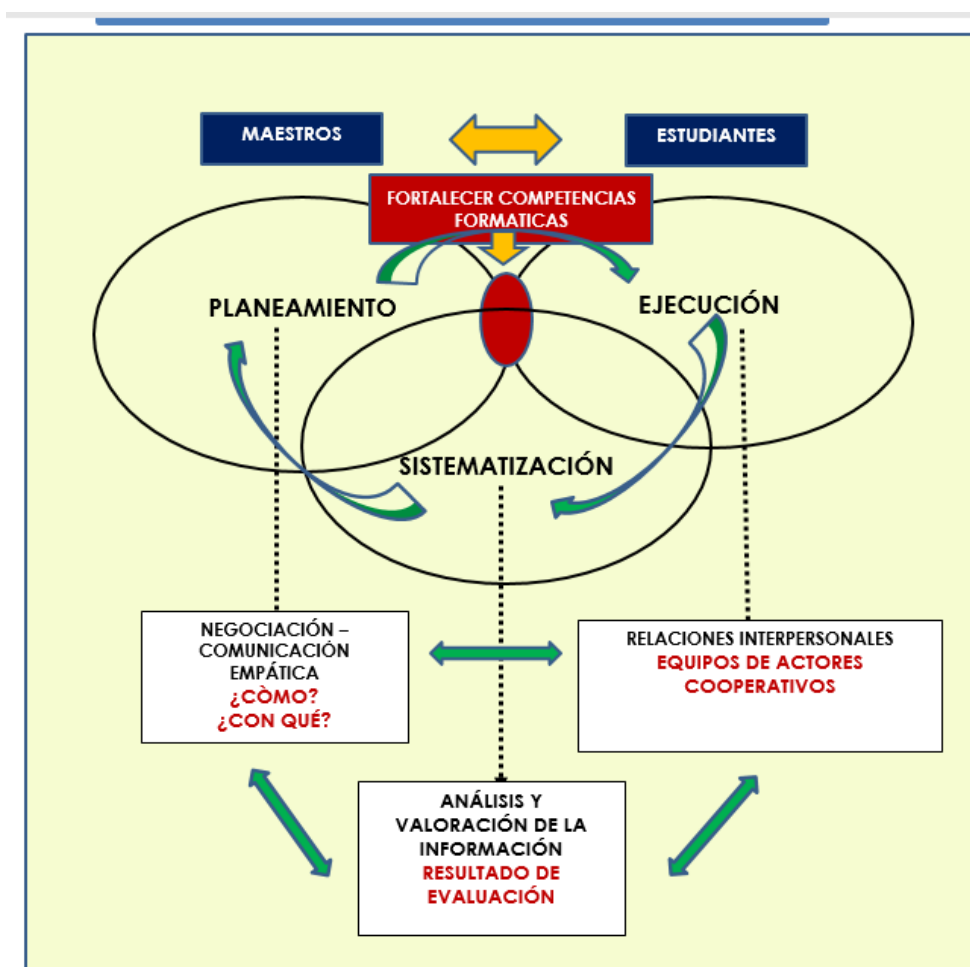 MAESTROS
ESTUDIANTES
FORTALECER COMPETENCIAS
FORMATICAS
PLANEAMIENTO
EJECUCIÓN
SISTEMATIZACIÓN
NEGOCIACIÓN –
COMUNICACIÓN
EMPÁTICA
¿CÒMO?
¿CON QUÉ?
RELACIONES INTERPERSONALES
EQUIPOS DE ACTORES
COOPERATIVOS
ANÁLISIS Y
VALORACIÓN DE LA
INFORMACIÓN
RESULTADO DE
EVALUACIÓN